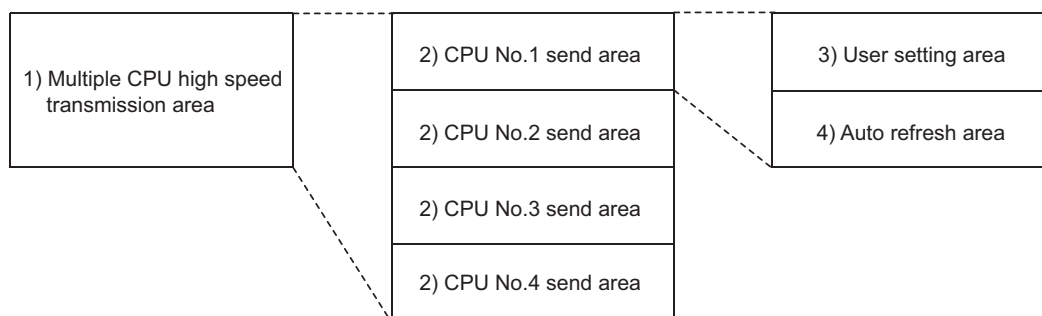 1) Multiple CPU high speed
transmission area
2) CPU No.1 send area
2) CPU No.2 send area
2) CPU No.3 send area
2) CPU No.4 send area
3) User setting area
4) Auto refresh area